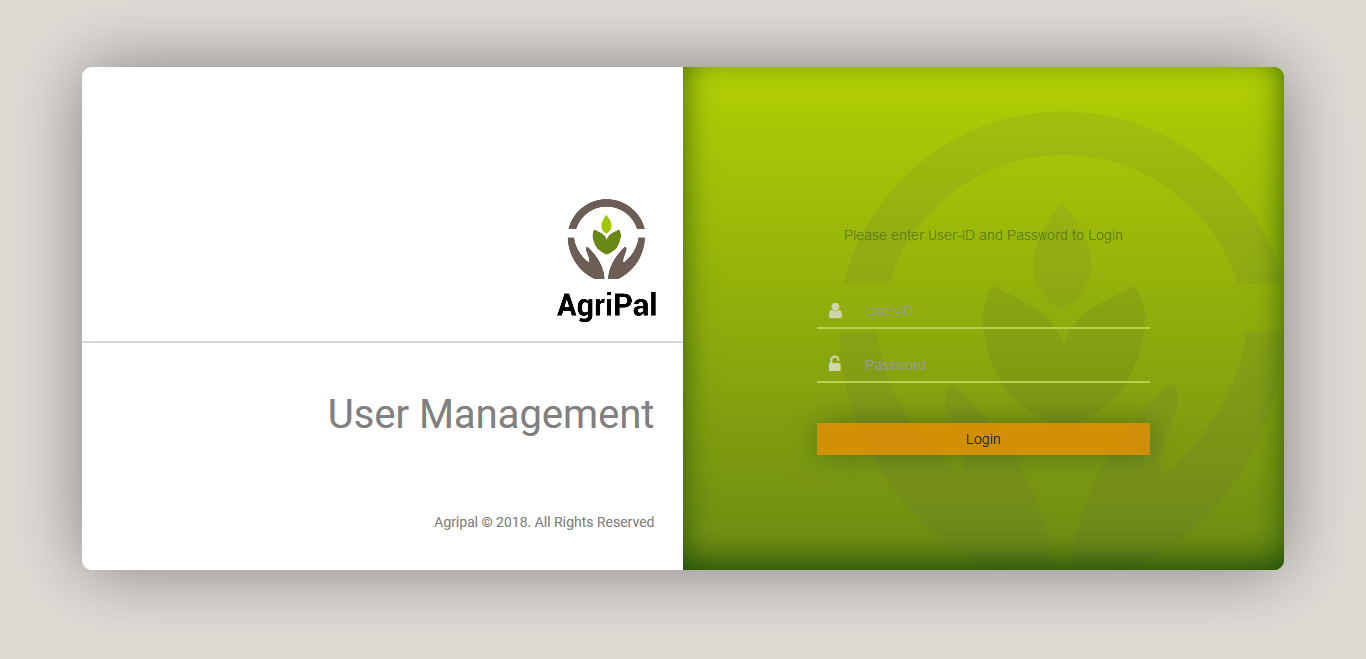 AgriPal
User Management
Agripal © 2018. All Rights Reserved
Please enter User-ID and Password to Login
User-ID
Password
Login